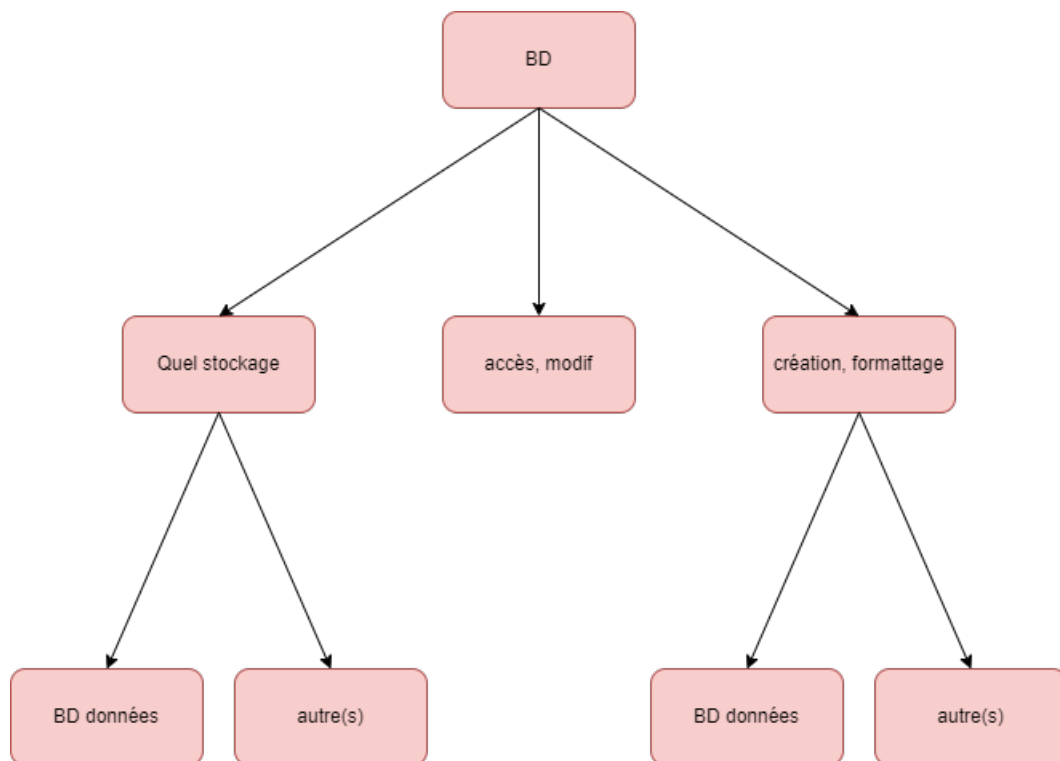 BD
Quel stockage
accès, modif
création, formattage
BD données
autre(s)
BD données
autre(s)